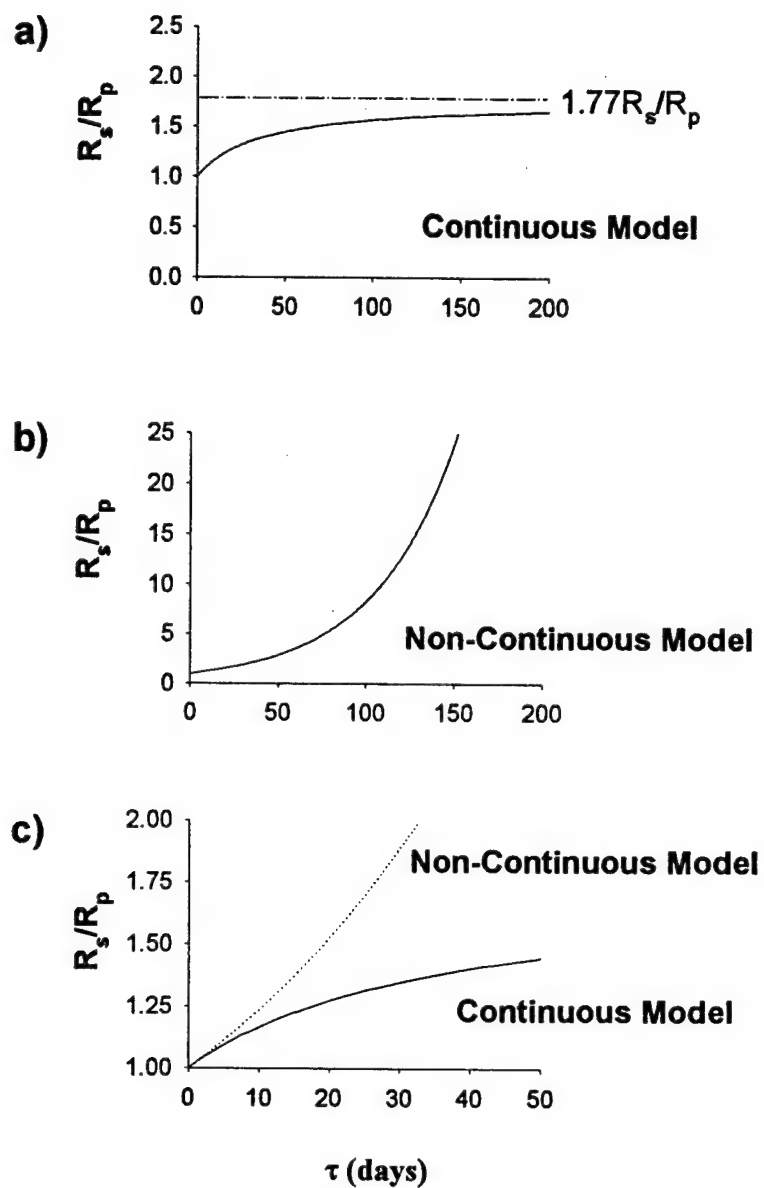 a)
R_s/R_p
2.5
2.0
1.5
1.0
0.5
0.0
1.77R_s/R_p
Continuous Model
0 50 100 150 200
b)
R_s/R_p
25
20
15
10
5
0
Non-Continuous Model
0 50 100 150 200
c)
R_s/R_p
2.00
1.75
1.50
1.25
1.00
Non-Continuous Model
Continuous Model
0 10 20 30 40 50
τ (days)